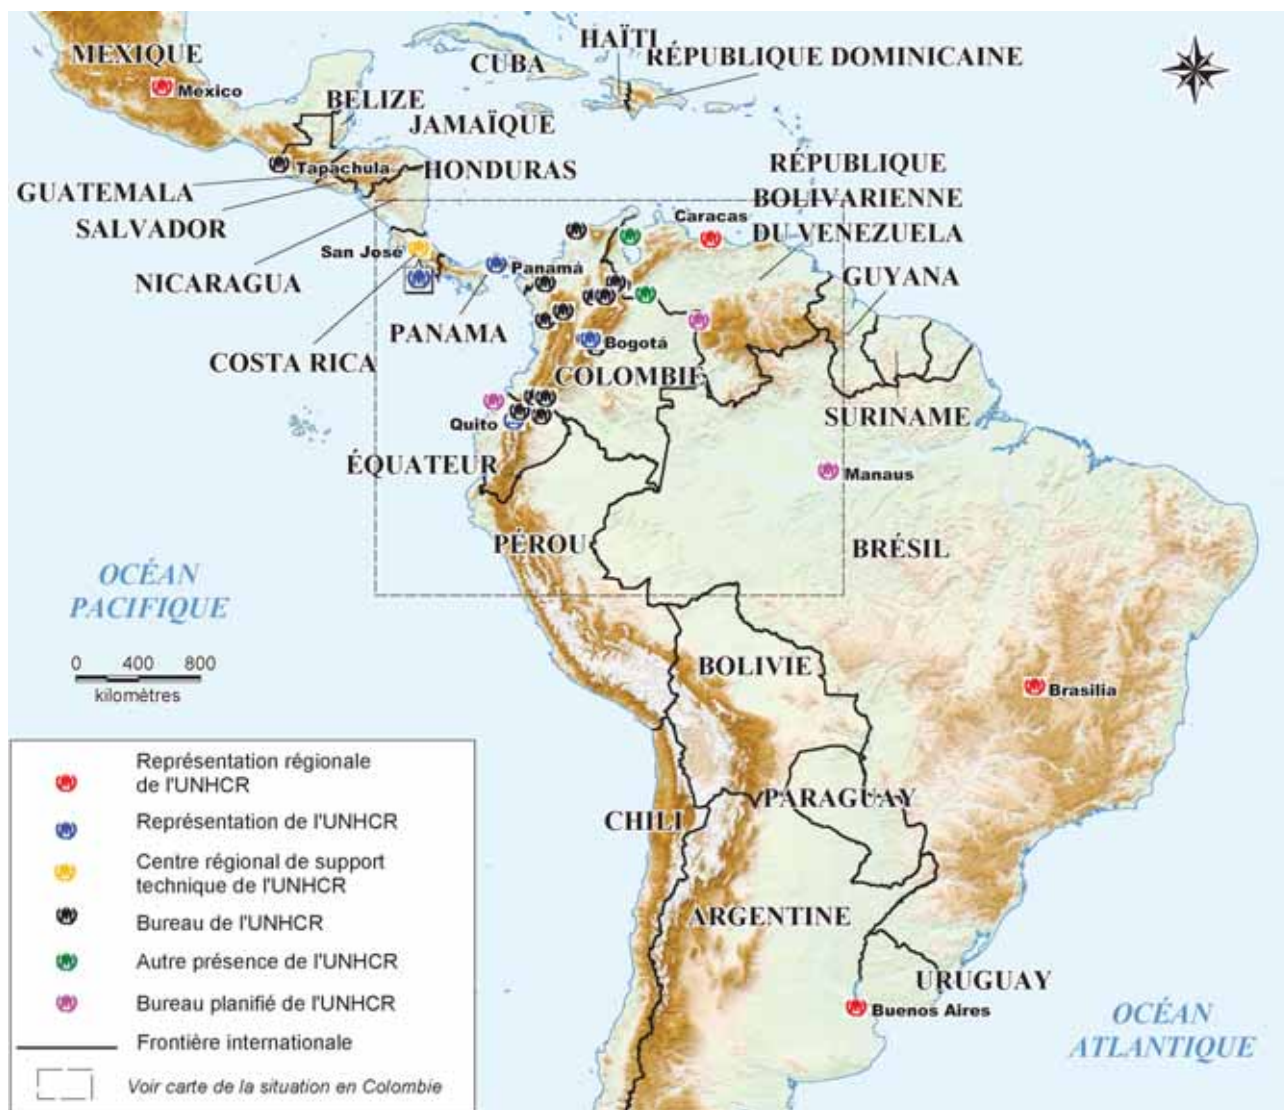 HAÏTI
RÉPUBLIQUE DOMINICAINE
MEXIQUE
CUBA
México
BELIZE
JAMAÏQUE
Tapachula
HONDURAS
GUATEMALA
SALVADOR
NICARAGUA
RÉPUBLIQUE
BOLIVARIENNE
DU VENEZUELA
Caracas
San José
Panamá
GUYANA
PANAMA
COSTA RICA
Bogotá
COLOMBIE
SURINAME
Quito
ÉQUATEUR
Manaus
PÉROU
BRÉSIL
OCÉAN
PACIFIQUE
0 400 800
kilomètres
BOLIVIE
Brasilia
PARAGUAY
CHILI
ARGENTINE
URUGUAY
Buenos Aires
OCÉAN
ATLANTIQUE
Représentation régionale
de l'UNHCR
Représentation de l'UNHCR
Centre régional de support
technique de l'UNHCR
Bureau de l'UNHCR
Autre présence de l'UNHCR
Bureau planifié de l'UNHCR
Frontière internationale
Voir carte de la situation en Colombie